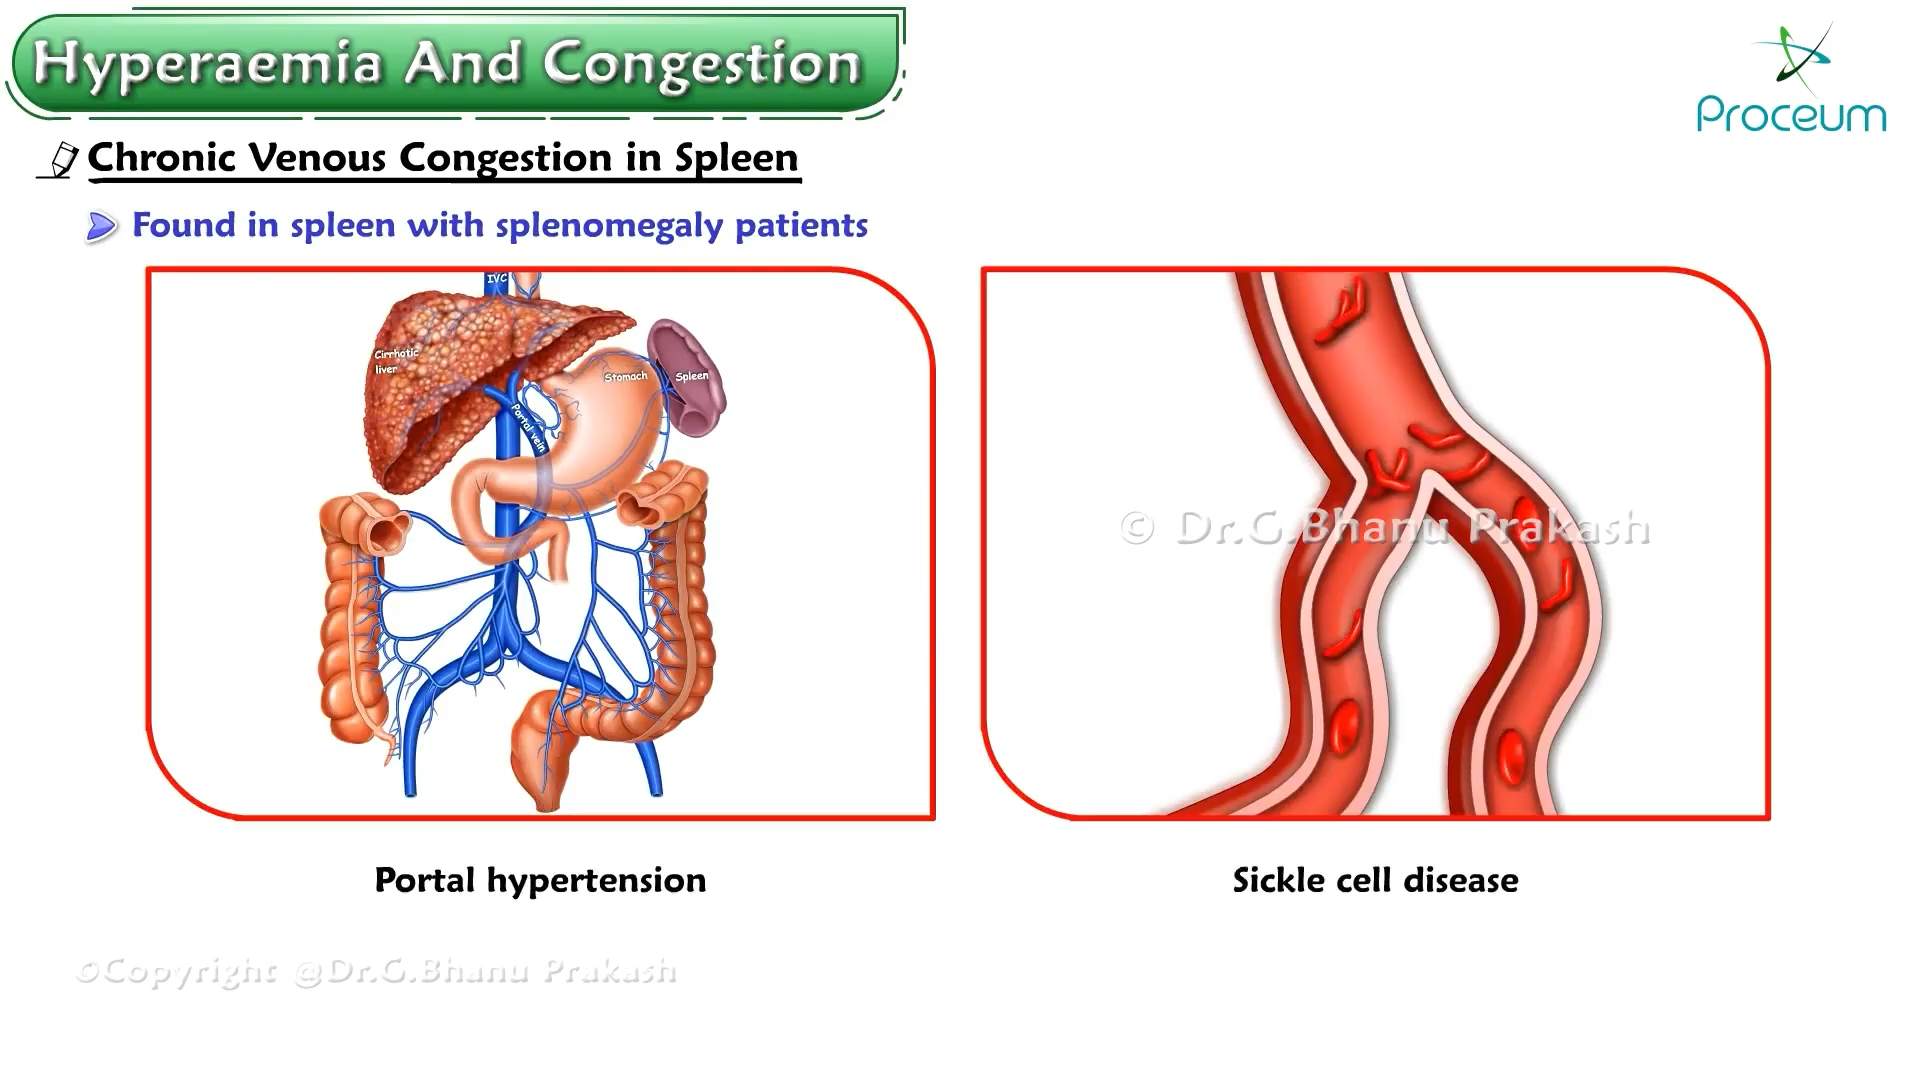 Hyperaemia And Congestion
Proceum
Chronic Venous Congestion in Spleen
Found in spleen with splenomegaly patients
IVC
Cirrhotic
liver
Stomach
Spleen
Portal vein
© Dr.G.Bhanu Prakash
Portal hypertension
Sickle cell disease
©Copyright @Dr.G.Bhanu Prakash